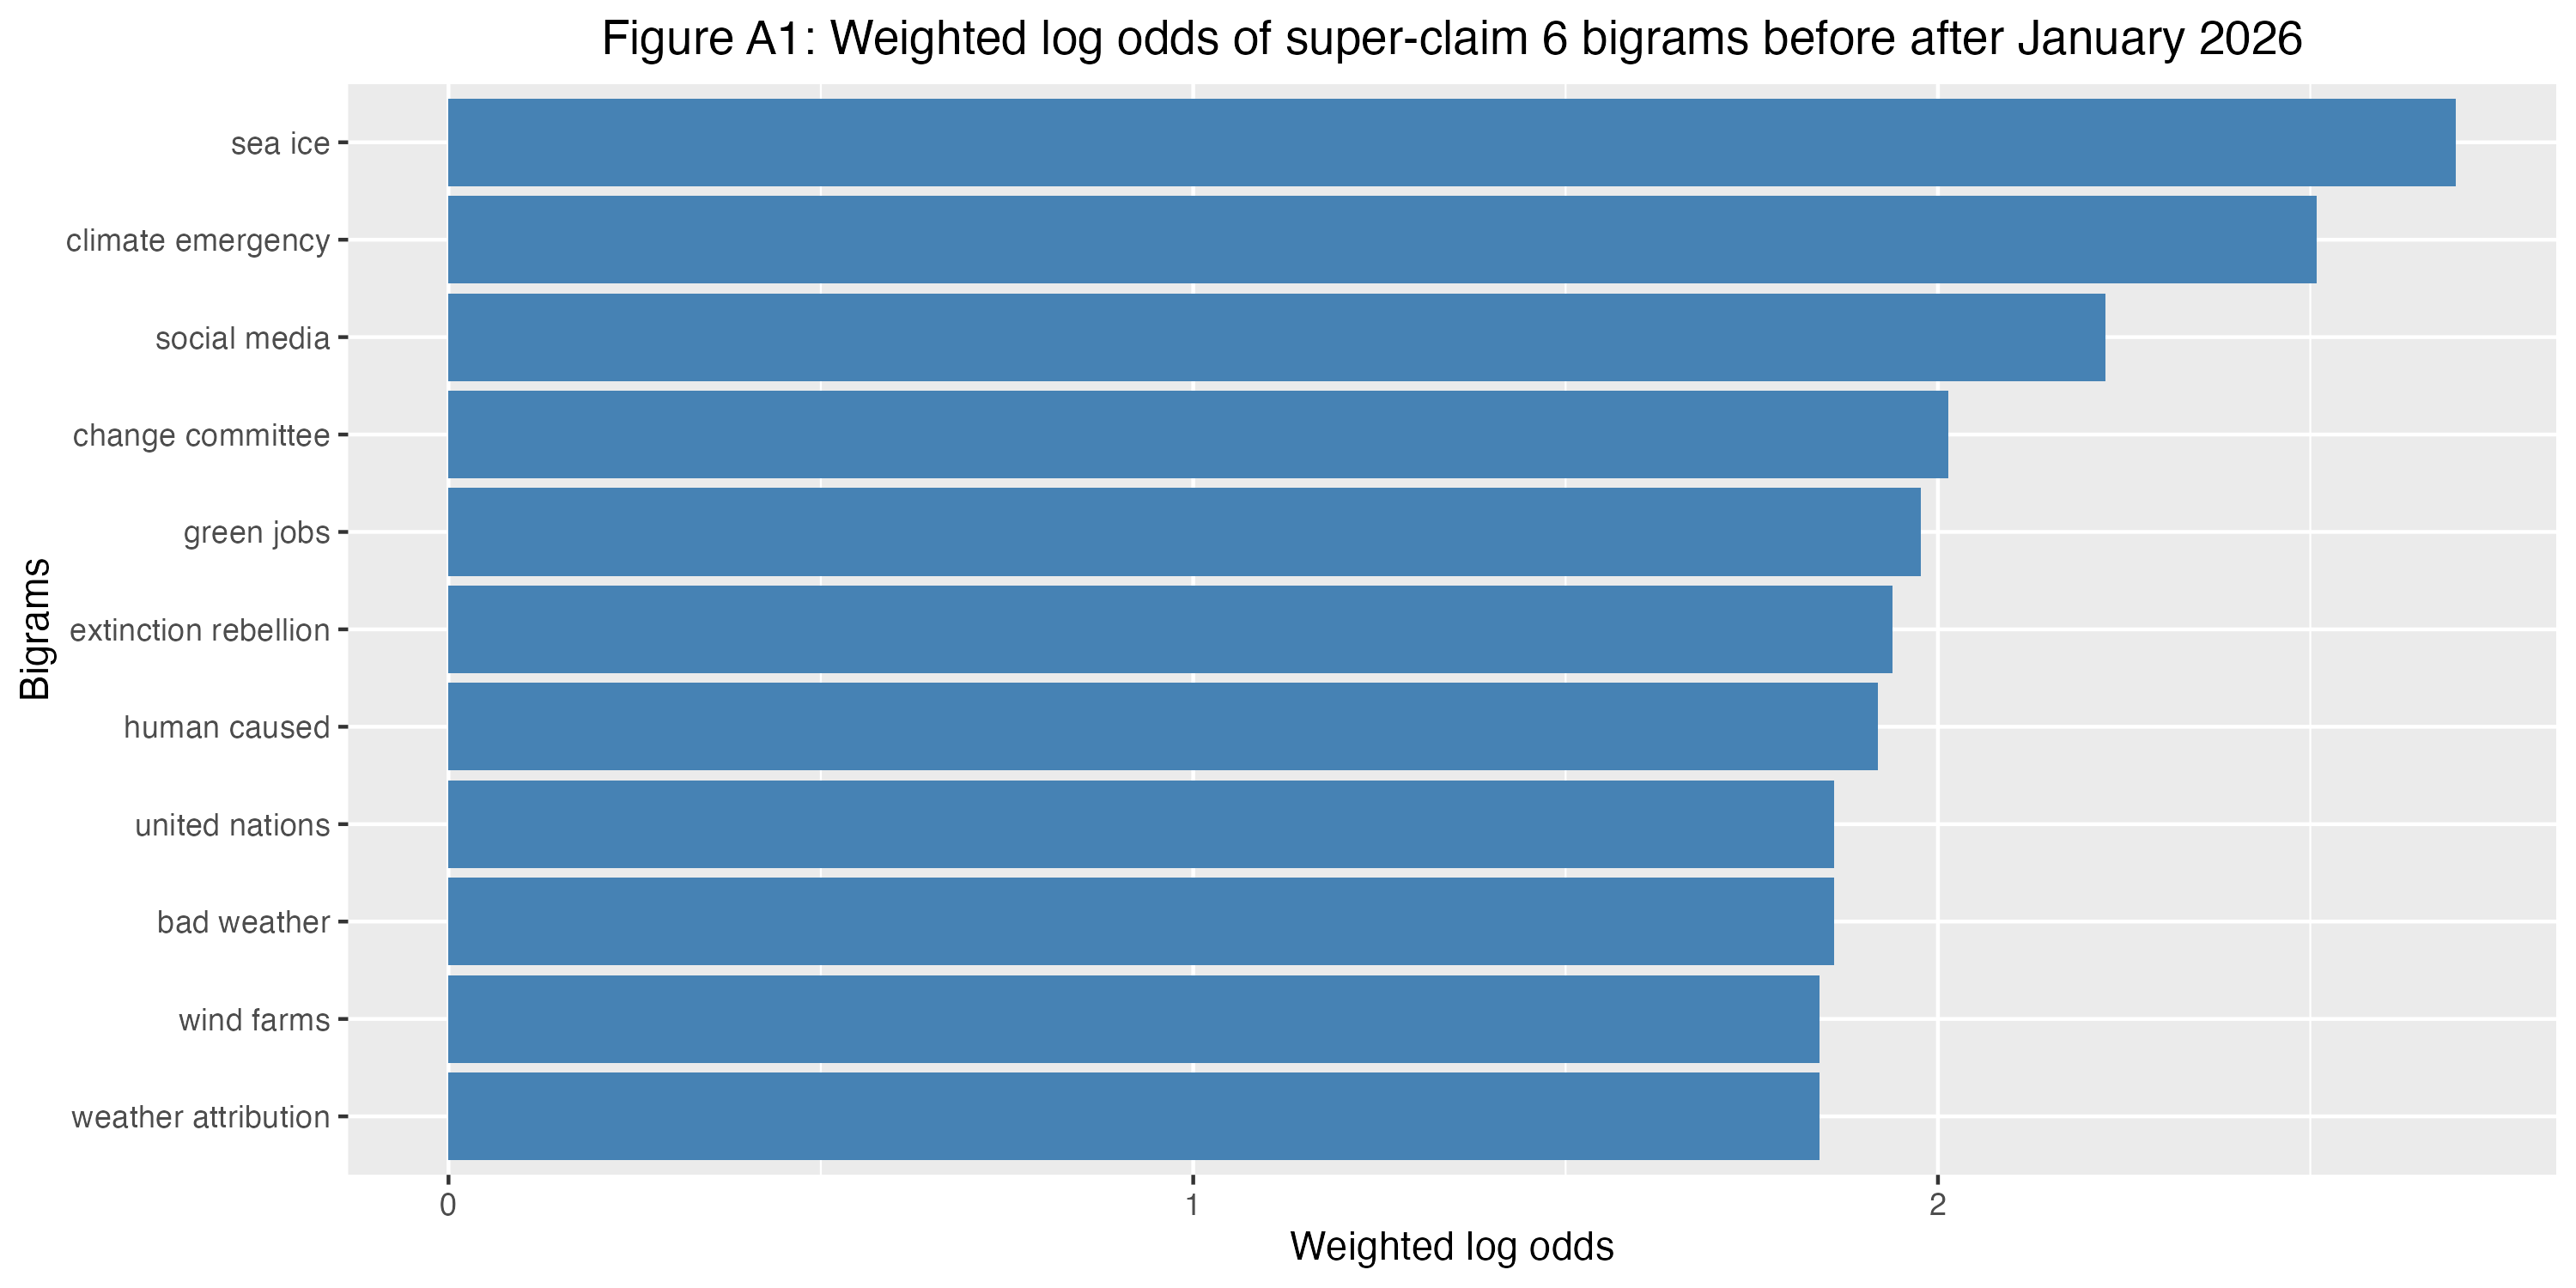 Figure A1: Weighted log odds of super-claim 6 bigrams before after January 2026
sea ice
climate emergency
social media
change committee
green jobs
extinction rebellion
human caused
united nations
bad weather
wind farms
weather attribution
Bigrams
0 1 2
Weighted log odds